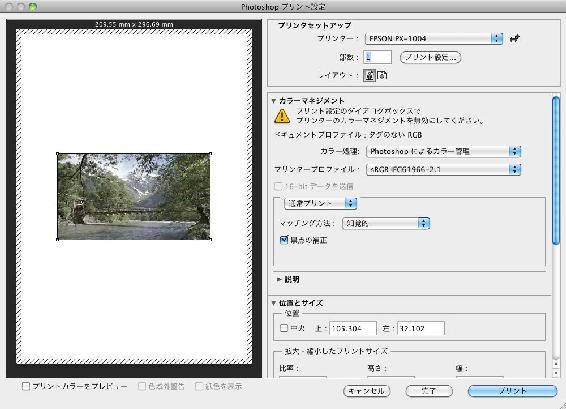 Photoshop プリント設定
209.55 mm x 296.69 mm
プリンタセットアップ
プリンター： EPSON PX-1004
部数： 1 プリント設定...
レイアウト：
カラーマネジメント
プリント設定のダイアログボックスで
プリンターのカラーマネジメントを無効にしてください。
ドキュメントプロファイル：タグのない RGB
カラー処理： Photoshop によるカラー管理
プリンタープロファイル： sRGB IEC61966-2.1
16-bit データを送信
通常プリント
マッチング方法： 知覚的
黒点の補正
説明
位置とサイズ
位置
中央 上： 105.304 左： 32.102
拡大・縮小したプリントサイズ
比率： 高さ： 幅：
プリントカラーをプレビュー 色域外警告 紙色を表示
キャンセル 完了 プリント